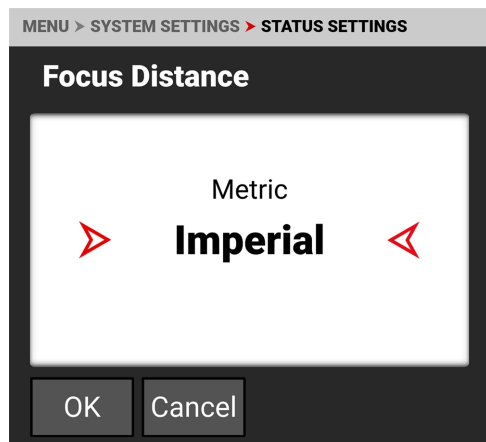 MENU > SYSTEM SETTINGS > STATUS SETTINGS
Focus Distance
Metric
Imperial
OK Cancel